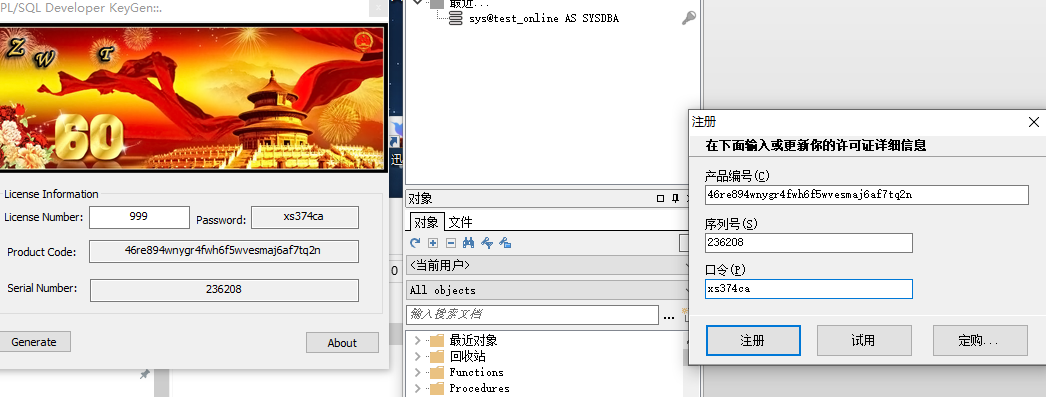 PL/SQL Developer KeyGen::.
Z W T
60
License Information
License Number: 999 Password: xs374ca
Product Code: 46re894wnygr4fwh6f5wvesmaj6af7tq2n
Serial Number: 236208
Generate About
迅
0
最近...
sys@test_online AS SYSDBA
对象
对象 文件
<当前用户>
All objects
输入搜索文档 ...
最近对象
回收站
Functions
Procedures
注册
在下面输入或更新你的许可证详细信息
产品编号(C)
46re894wnygr4fwh6f5wvesmaj6af7tq2n
序列号(S)
236208
口令(P)
xs374ca
注册 试用 定购...